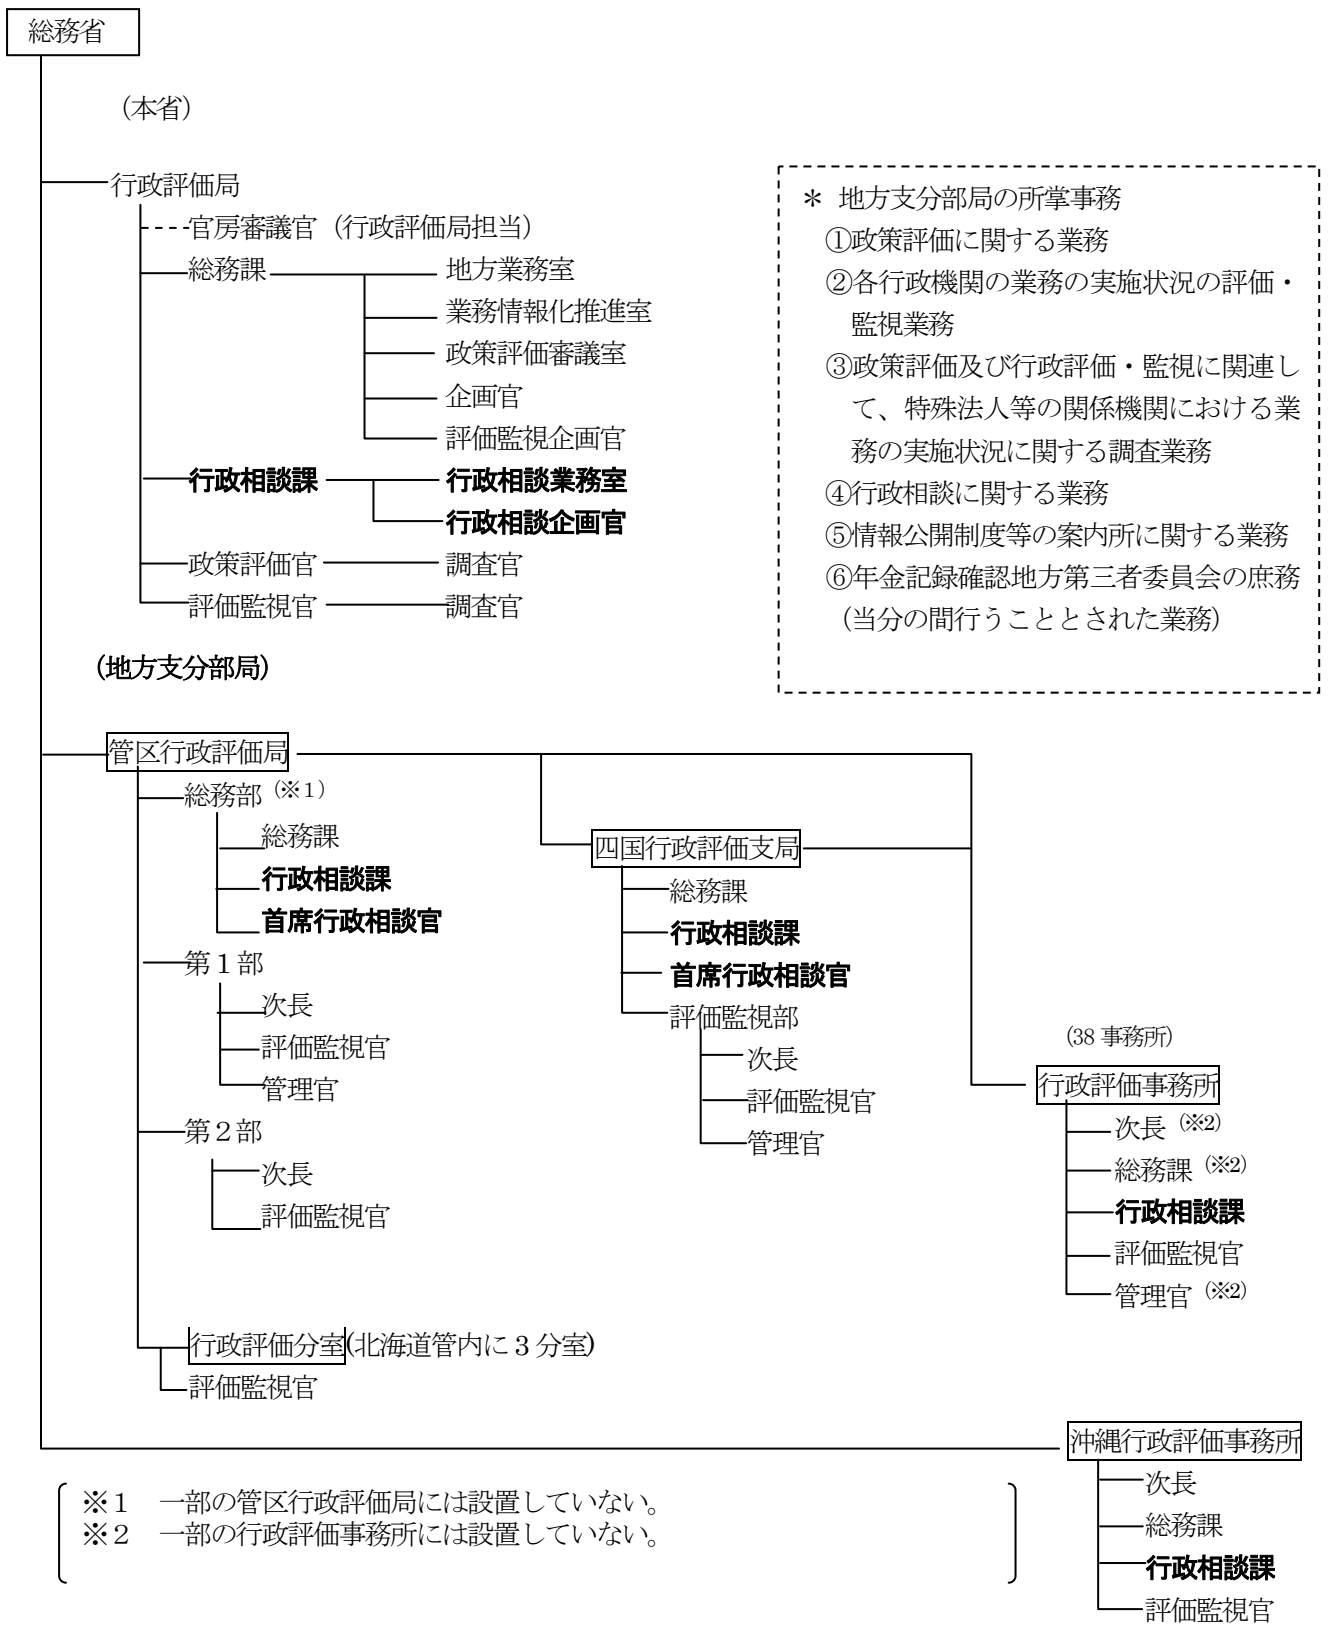 総務省
（本省）
行政評価局
官房審議官（行政評価局担当）
総務課
地方業務室
業務情報化推進室
政策評価審議室
企画官
評価監視企画官
行政相談課
行政相談業務室
行政相談企画官
政策評価官
調査官
評価監視官
調査官
＊ 地方支分部局の所掌事務
①政策評価に関する業務
②各行政機関の業務の実施状況の評価・
監視業務
③政策評価及び行政評価・監視に関連し
て、特殊法人等の関係機関における業
務の実施状況に関する調査業務
④行政相談に関する業務
⑤情報公開制度等の案内所に関する業務
⑥年金記録確認地方第三者委員会の庶務
（当分の間行うこととされた業務）
（地方支分部局）
管区行政評価局
総務部（※１）
総務課
行政相談課
首席行政相談官
第１部
次長
評価監視官
管理官
第２部
次長
評価監視官
行政評価分室(北海道管内に３分室)
評価監視官
四国行政評価支局
総務課
行政相談課
首席行政相談官
評価監視部
次長
評価監視官
管理官
（38 事務所）
行政評価事務所
次長（※2）
総務課（※2）
行政相談課
評価監視官
管理官（※2）
沖縄行政評価事務所
次長
総務課
行政相談課
評価監視官
※１　一部の管区行政評価局には設置していない。
※２　一部の行政評価事務所には設置していない。